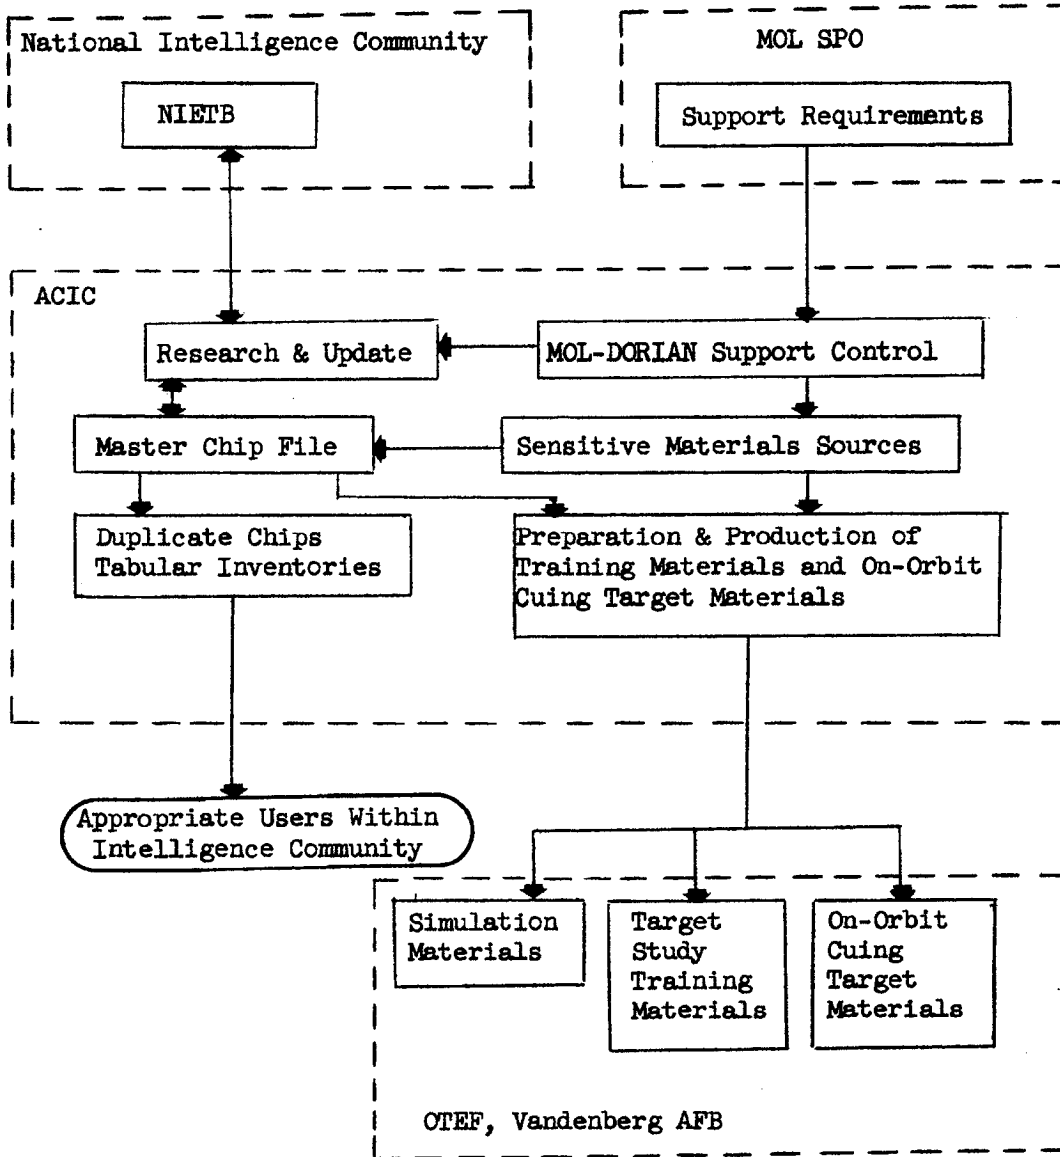 National Intelligence Community
NIETB
MOL SPO
Support Requirements
ACIC
Research & Update
MOL-DORIAN Support Control
Master Chip File
Sensitive Materials Sources
Duplicate Chips
Tabular Inventories
Preparation & Production of
Training Materials and On-Orbit
Cuing Target Materials
Appropriate Users Within
Intelligence Community
Simulation
Materials
Target
Study
Training
Materials
On-Orbit
Cuing
Target
Materials
OTEF, Vandenberg AFB